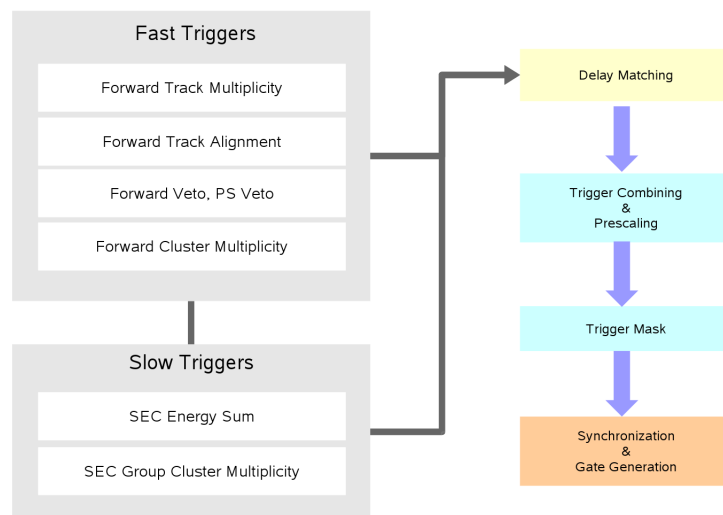 Fast Triggers
Forward Track Multiplicity
Forward Track Alignment
Forward Veto, PS Veto
Forward Cluster Multiplicity
Slow Triggers
SEC Energy Sum
SEC Group Cluster Multiplicity
Delay Matching
Trigger Combining
&
Prescaling
Trigger Mask
Synchronization
&
Gate Generation